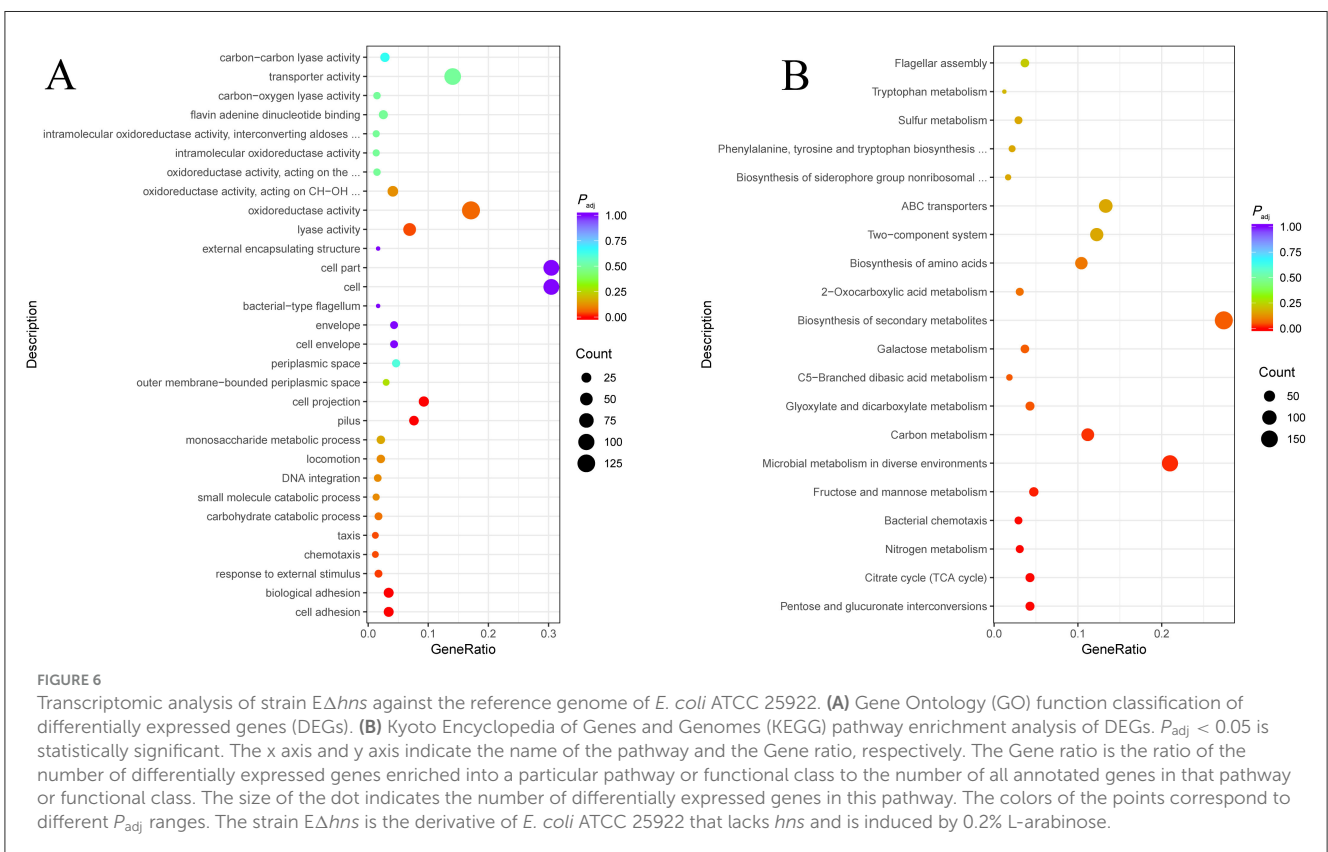 A
carbon−carbon lyase activity
transporter activity
carbon−oxygen lyase activity
flavin adenine dinucleotide binding
intramolecular oxidoreductase activity, interconverting aldoses ...
intramolecular oxidoreductase activity
oxidoreductase activity, acting on the ...
oxidoreductase activity, acting on CH−OH ...
oxidoreductase activity
lyase activity
external encapsulating structure
cell part
cell
bacterial-type flagellum
envelope
cell envelope
periplasmic space
outer membrane-bounded periplasmic space
cell projection
pilus
monosaccharide metabolic process
locomotion
DNA integration
small molecule catabolic process
carbohydrate catabolic process
taxis
chemotaxis
response to external stimulus
biological adhesion
cell adhesion
Description
0.0 0.1 0.2 0.3
GeneRatio
Padj
1.00
0.75
0.50
0.25
0.00
Count
25
50
75
100
125
B
Flagellar assembly
Tryptophan metabolism
Sulfur metabolism
Phenylalanine, tyrosine and tryptophan biosynthesis ...
Biosynthesis of siderophore group nonribosomal ...
ABC transporters
Two−component system
Biosynthesis of amino acids
2−Oxocarboxylic acid metabolism
Biosynthesis of secondary metabolites
Galactose metabolism
C5−Branched dibasic acid metabolism
Glyoxylate and dicarboxylate metabolism
Carbon metabolism
Microbial metabolism in diverse environments
Fructose and mannose metabolism
Bacterial chemotaxis
Nitrogen metabolism
Citrate cycle (TCA cycle)
Pentose and glucuronate interconversions
Description
0.0 0.1 0.2
GeneRatio
Padj
1.00
0.75
0.50
0.25
0.00
Count
50
100
150
FIGURE 6
Transcriptomic analysis of strain EΔhns against the reference genome of E. coli ATCC 25922. (A) Gene Ontology (GO) function classification of
differentially expressed genes (DEGs). (B) Kyoto Encyclopedia of Genes and Genomes (KEGG) pathway enrichment analysis of DEGs. Padj < 0.05 is
statistically significant. The x axis and y axis indicate the name of the pathway and the Gene ratio, respectively. The Gene ratio is the ratio of the
number of differentially expressed genes enriched into a particular pathway or functional class to the number of all annotated genes in that pathway
or functional class. The size of the dot indicates the number of differentially expressed genes in this pathway. The colors of the points correspond to
different Padj ranges. The strain EΔhns is the derivative of E. coli ATCC 25922 that lacks hns and is induced by 0.2% L-arabinose.